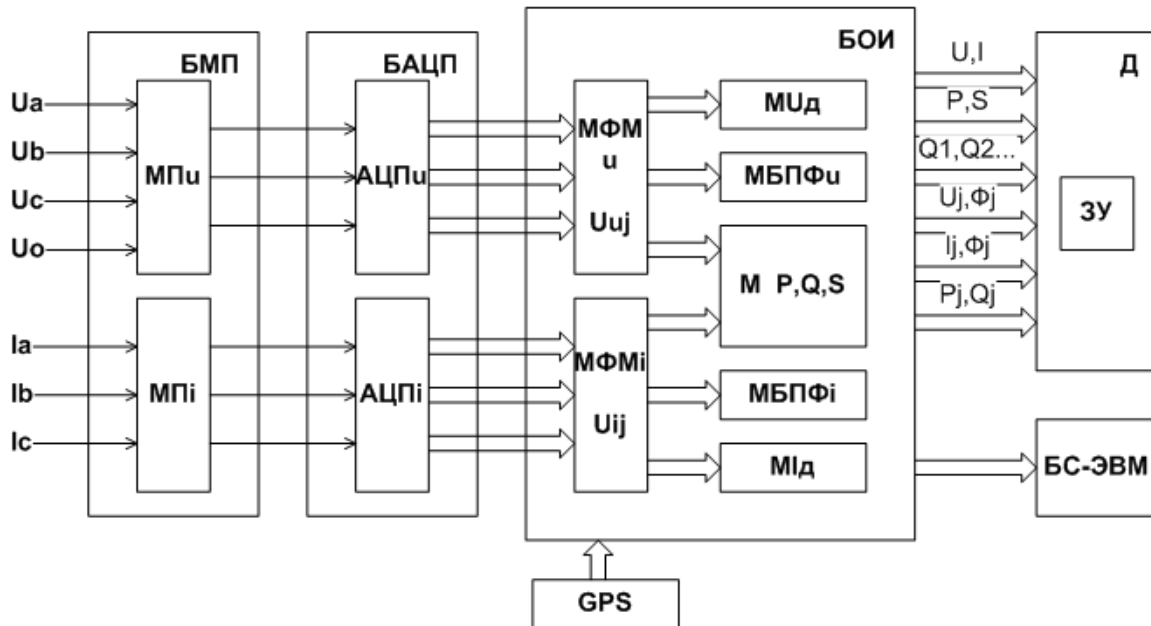 БМП
БАЦП
БОИ
Д
Ua
Ub
Uc
Uo
МПu
АЦПu
МФМ
u
Uuj
MUд
МБПФu
М P,Q,S
U,I
P,S
Q1,Q2...
Uj,Фj
Ij,Фj
Pj,Qj
ЗУ
Ia
Ib
Ic
МПi
АЦПi
МФМi
Uij
МБПФi
МIд
БС-ЭВМ
GPS